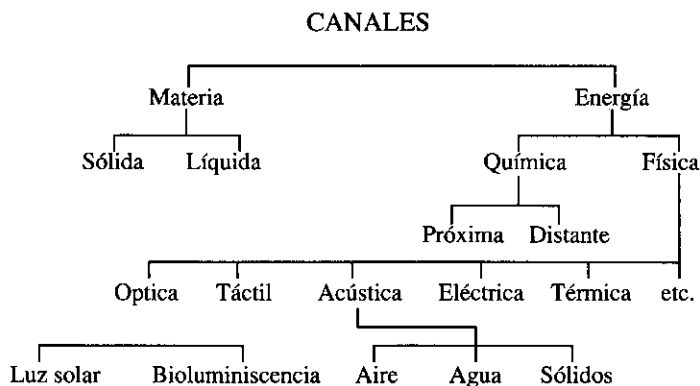 CANALES
Materia Energía
Sólida Líquida Química Física
Próxima Distante
Optica Táctil Acústica Eléctrica Térmica etc.
Luz solar Bioluminiscencia Aire Agua Sólidos